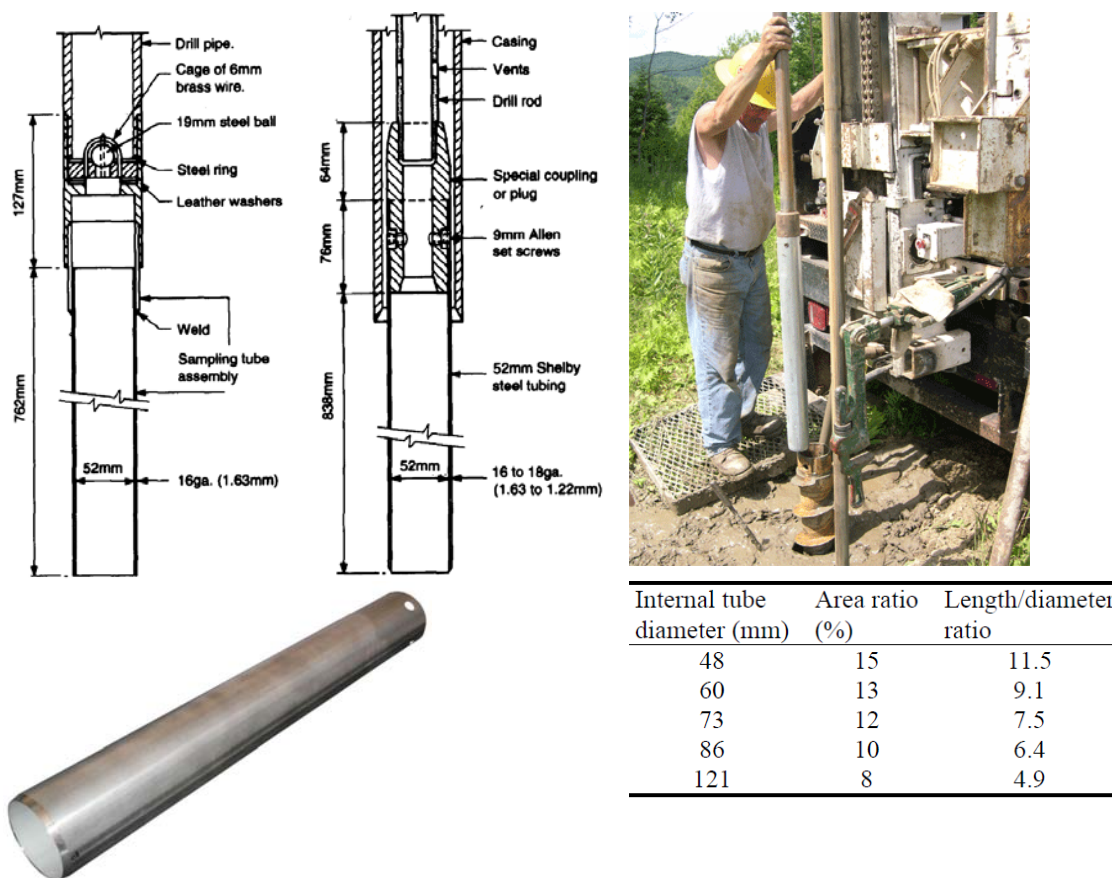 Drill pipe.
Cage of 6mm
brass wire.
19mm steel ball
Steel ring
Leather washers
127mm
Weld
Sampling tube
assembly
762mm
52mm
16ga. (1.63mm)
Casing
Vents
Drill rod
64mm
Special coupling
or plug
76mm
9mm Allen
set screws
52mm Shelby
steel tubing
838mm
52mm
16 to 18ga.
(1.63 to 1.22mm)
Internal tube Area ratio Length/diameter
diameter (mm) (%) ratio
48 15 11.5
60 13 9.1
73 12 7.5
86 10 6.4
121 8 4.9